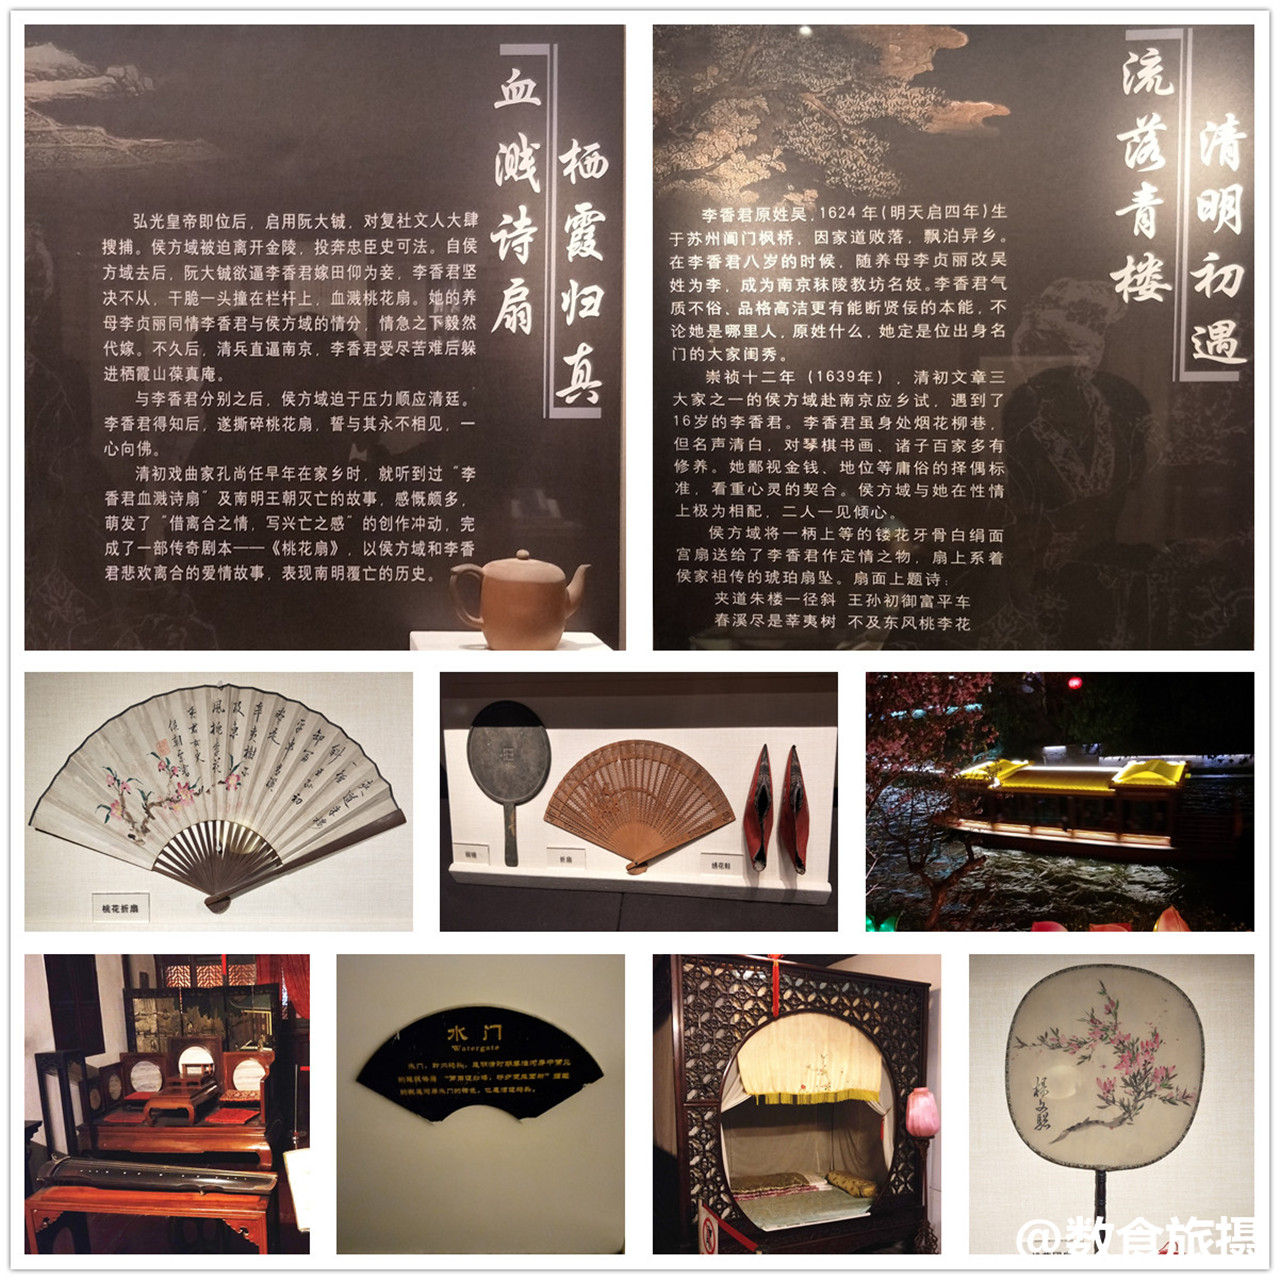 血溅诗扇
栖霞归真
弘光皇帝即位后，启用阮大铖，对复社文人大肆
搜捕。侯方域被迫离开金陵，投奔忠臣史可法。自侯
方域去后，阮大铖欲逼李香君嫁田仰为妾，李香君坚
决不从，干脆一头撞在栏杆上，血溅桃花扇。她的养
母李贞丽同情李香君与侯方域的情分，情急之下毅然
代嫁。不久后，清兵直逼南京，李香君受尽苦难后躲
进栖霞山葆真庵。
与李香君分别之后，侯方域迫于压力顺应清廷。
李香君得知后，遂撕碎桃花扇，誓与其永不相见，一
心向佛。
清初戏曲家孔尚任早年在家乡时，就听到过“李
香君血溅诗扇”及南明王朝灭亡的故事，感慨颇多，
萌发了“借离合之情，写兴亡之感”的创作冲动，完
成了一部传奇剧本——《桃花扇》，以侯方域和李香
君悲欢离合的爱情故事，表现南明覆亡的历史。
流落青楼
清明初遇
李香君原姓吴，1624年(明天启四年)生
于苏州阊门枫桥，因家道败落，飘泊异乡。
在李香君八岁的时候，随养母李贞丽改吴
姓为李，成为南京秣陵教坊名妓。李香君气
质不俗、品格高洁更有能断贤佞的本能，不
论她是哪里人，原姓什么，她定是位出身名
门的大家闺秀。
崇祯十二年（1639年），清初文章三
大家之一的侯方域赴南京应乡试，遇到了
16岁的李香君。李香君虽身处烟花柳巷，
但名声清白，对琴棋书画、诸子百家多有
修养。她鄙视金钱、地位等庸俗的择偶标
准，看重心灵的契合。侯方域与她在性情
上极为相配，二人一见倾心。
侯方域将一柄上等的镂花牙骨白绢面
宫扇送给了李香君作定情之物，扇上系着
侯家祖传的琥珀扇坠。扇面上题诗：
夹道朱楼一径斜 王孙初御富平车
春溪尽是莘夷树 不及东风桃李花
桃花折扇
折扇
绣花鞋
水门
Watergate
@数食旅摄